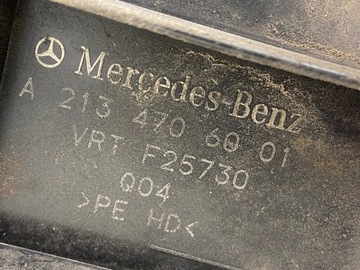 Mercedes-Benz
A 213 470 60 01
VRT F25730
Q04
>PE HD<